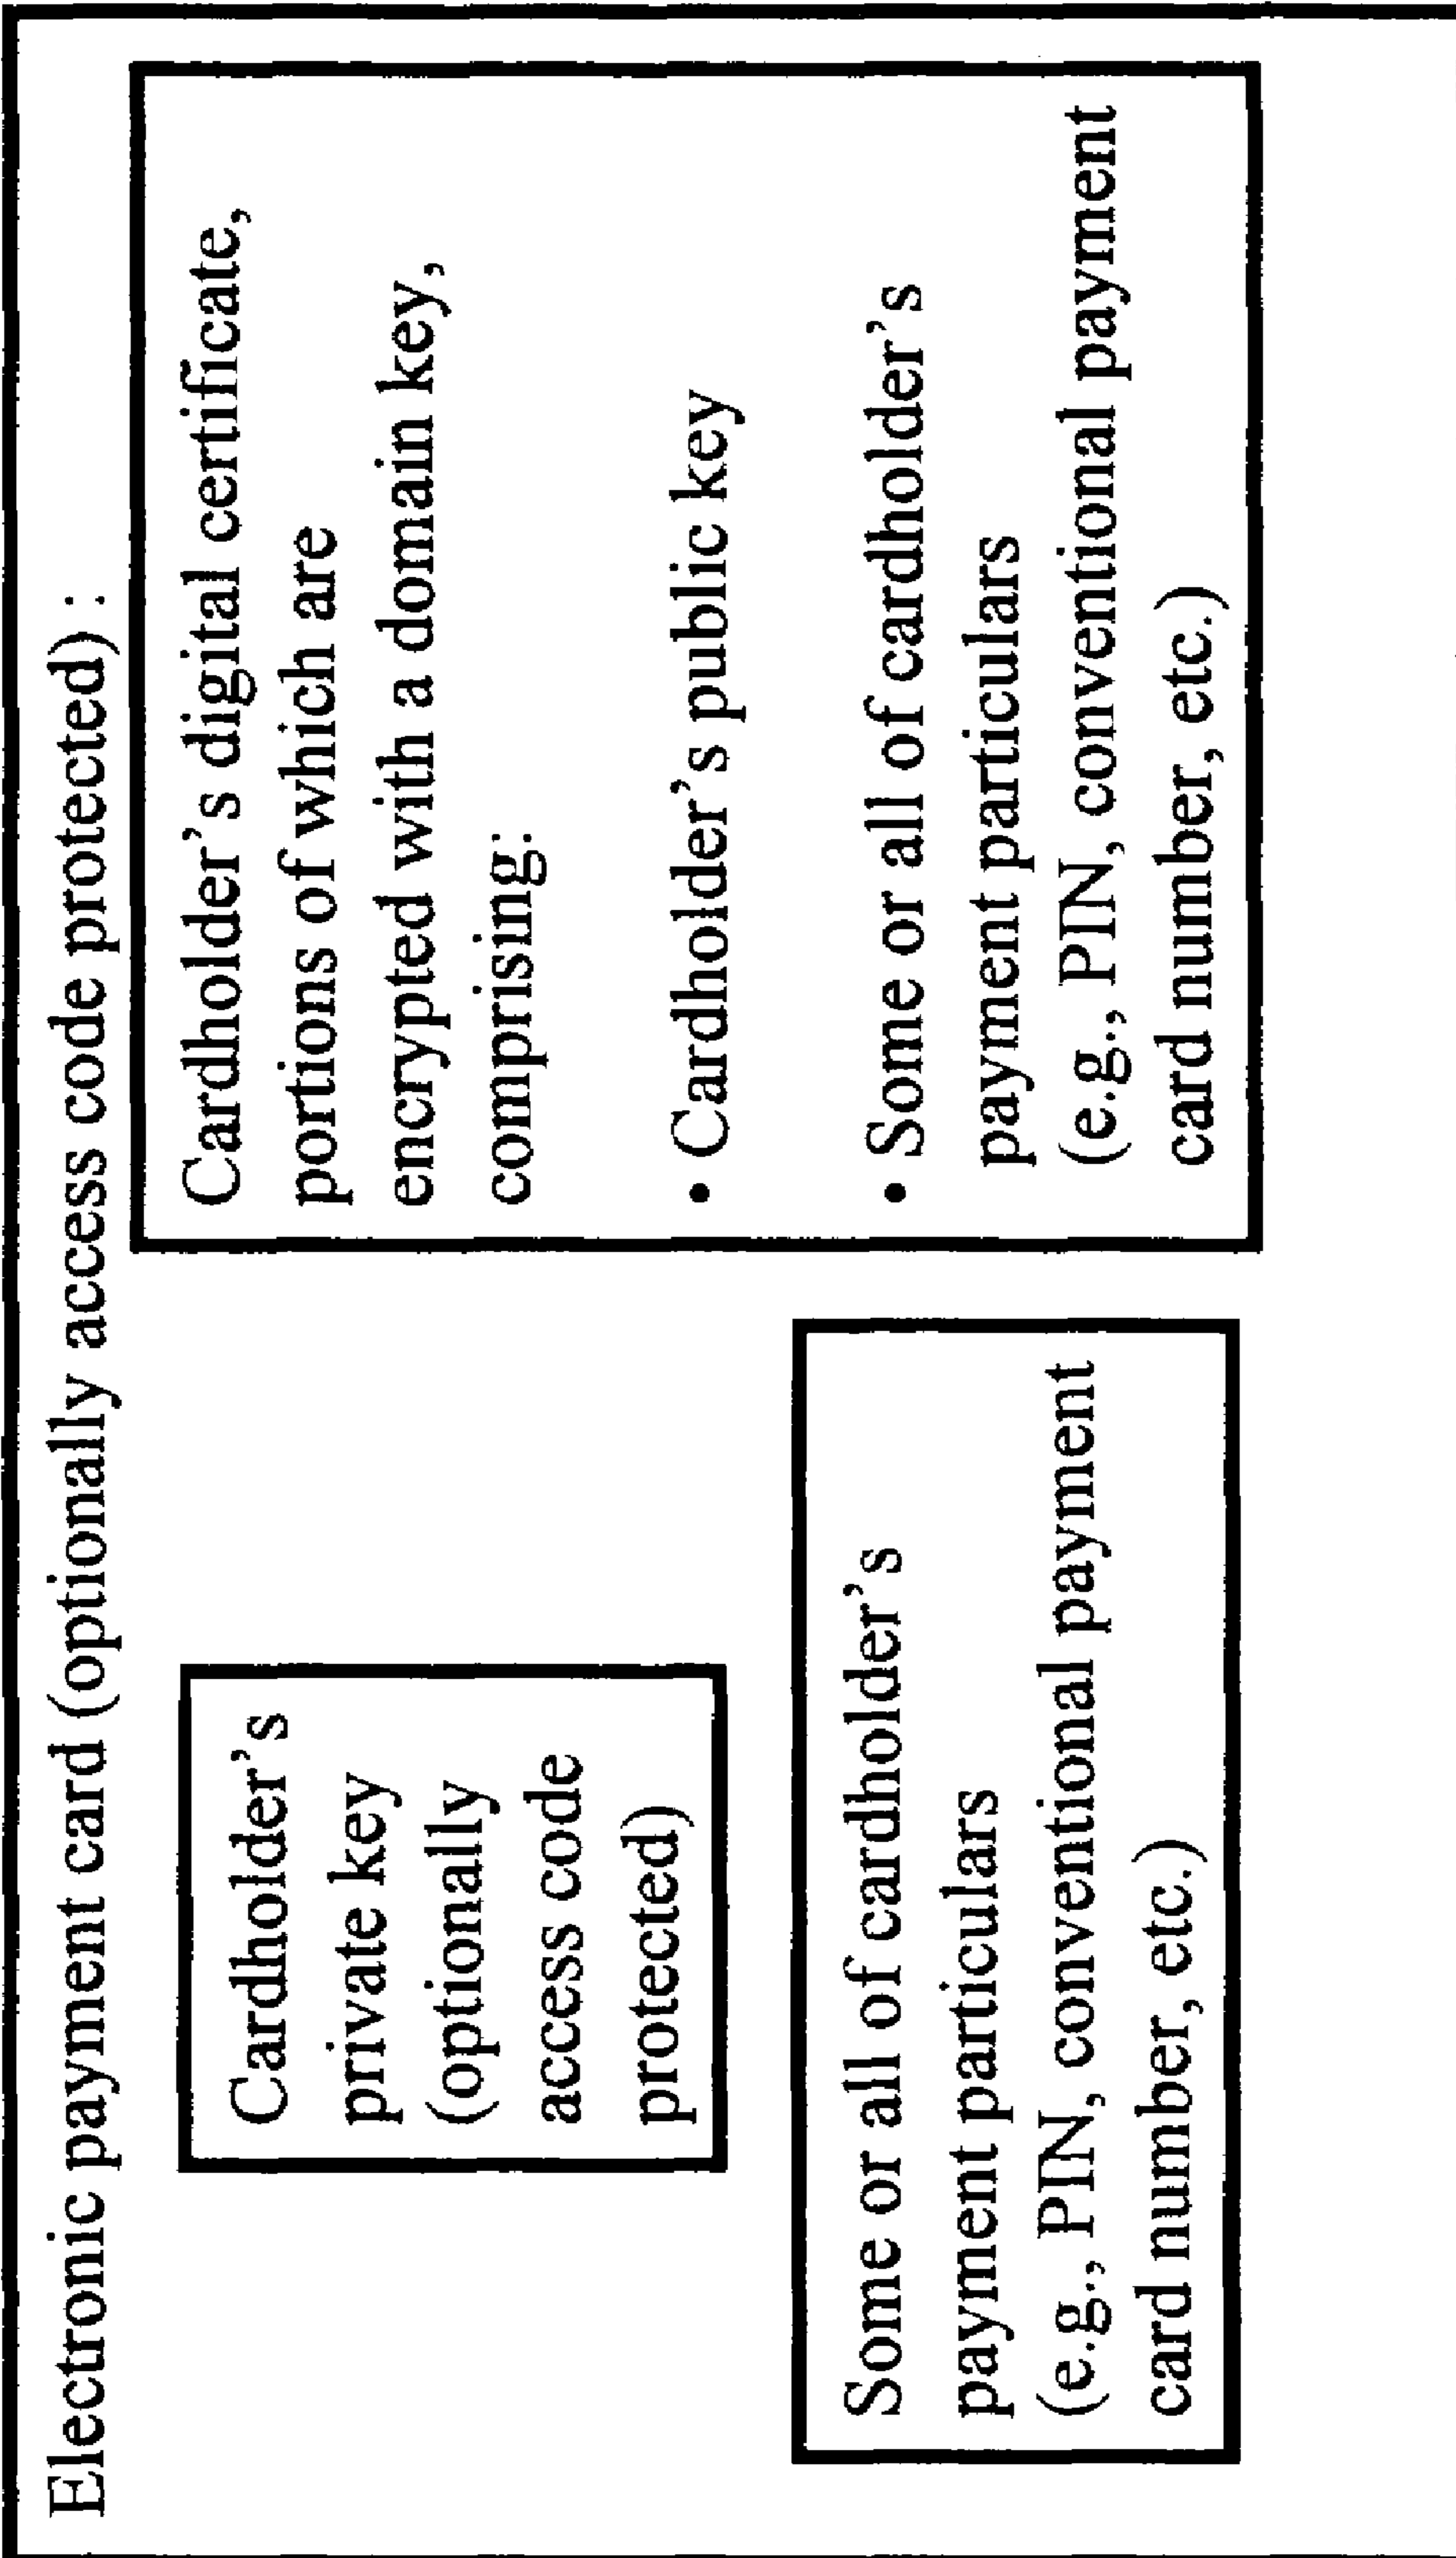 Electronic payment card (optionally access code protected) :
Cardholder's
private key
(optionally
access code
protected)
Some or all of cardholder's
payment particulars
(e.g., PIN, conventional payment
card number, etc.)
Cardholder's digital certificate,
portions of which are
encrypted with a domain key,
comprising:
• Cardholder's public key
• Some or all of cardholder's
payment particulars
(e.g., PIN, conventional payment
card number, etc.)